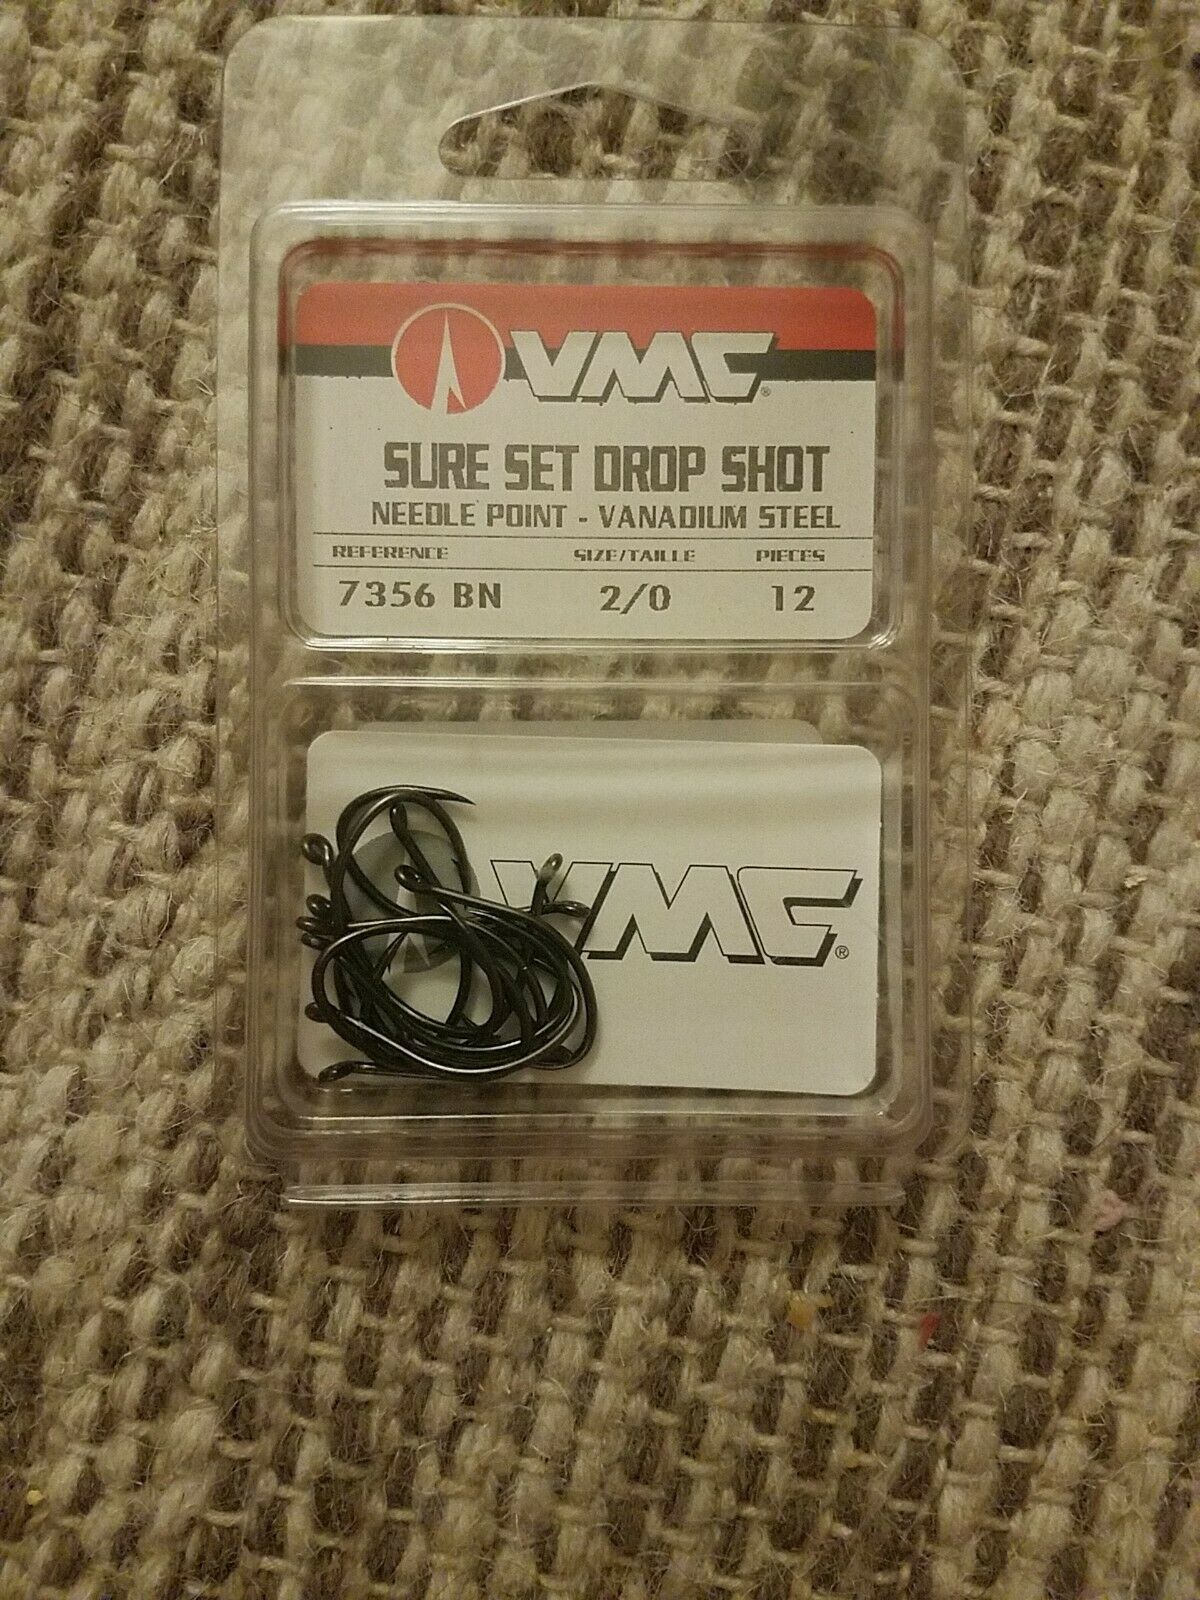 VMC®
SURE SET DROP SHOT
NEEDLE POINT - VANADIUM STEEL
REFERENCE SIZE/TAILLE PIECES
7356 BN 2/0 12
VMC®